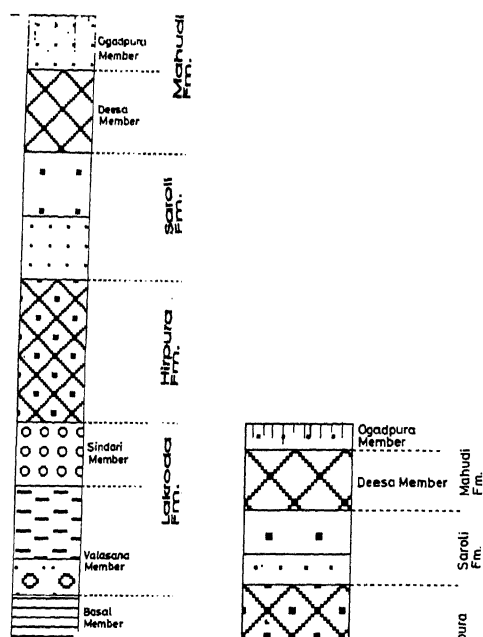 Ogadpura
Member
Mahudi
Fm.
Deesa
Member
Saroli
Fm.
Hirpura
Fm.
Sindari
Member
Lakroda
Fm.
Valasana
Member
Basal
Member
Ogadpura
Member
Deesa Member
Mahudi
Fm.
Saroli
Fm.